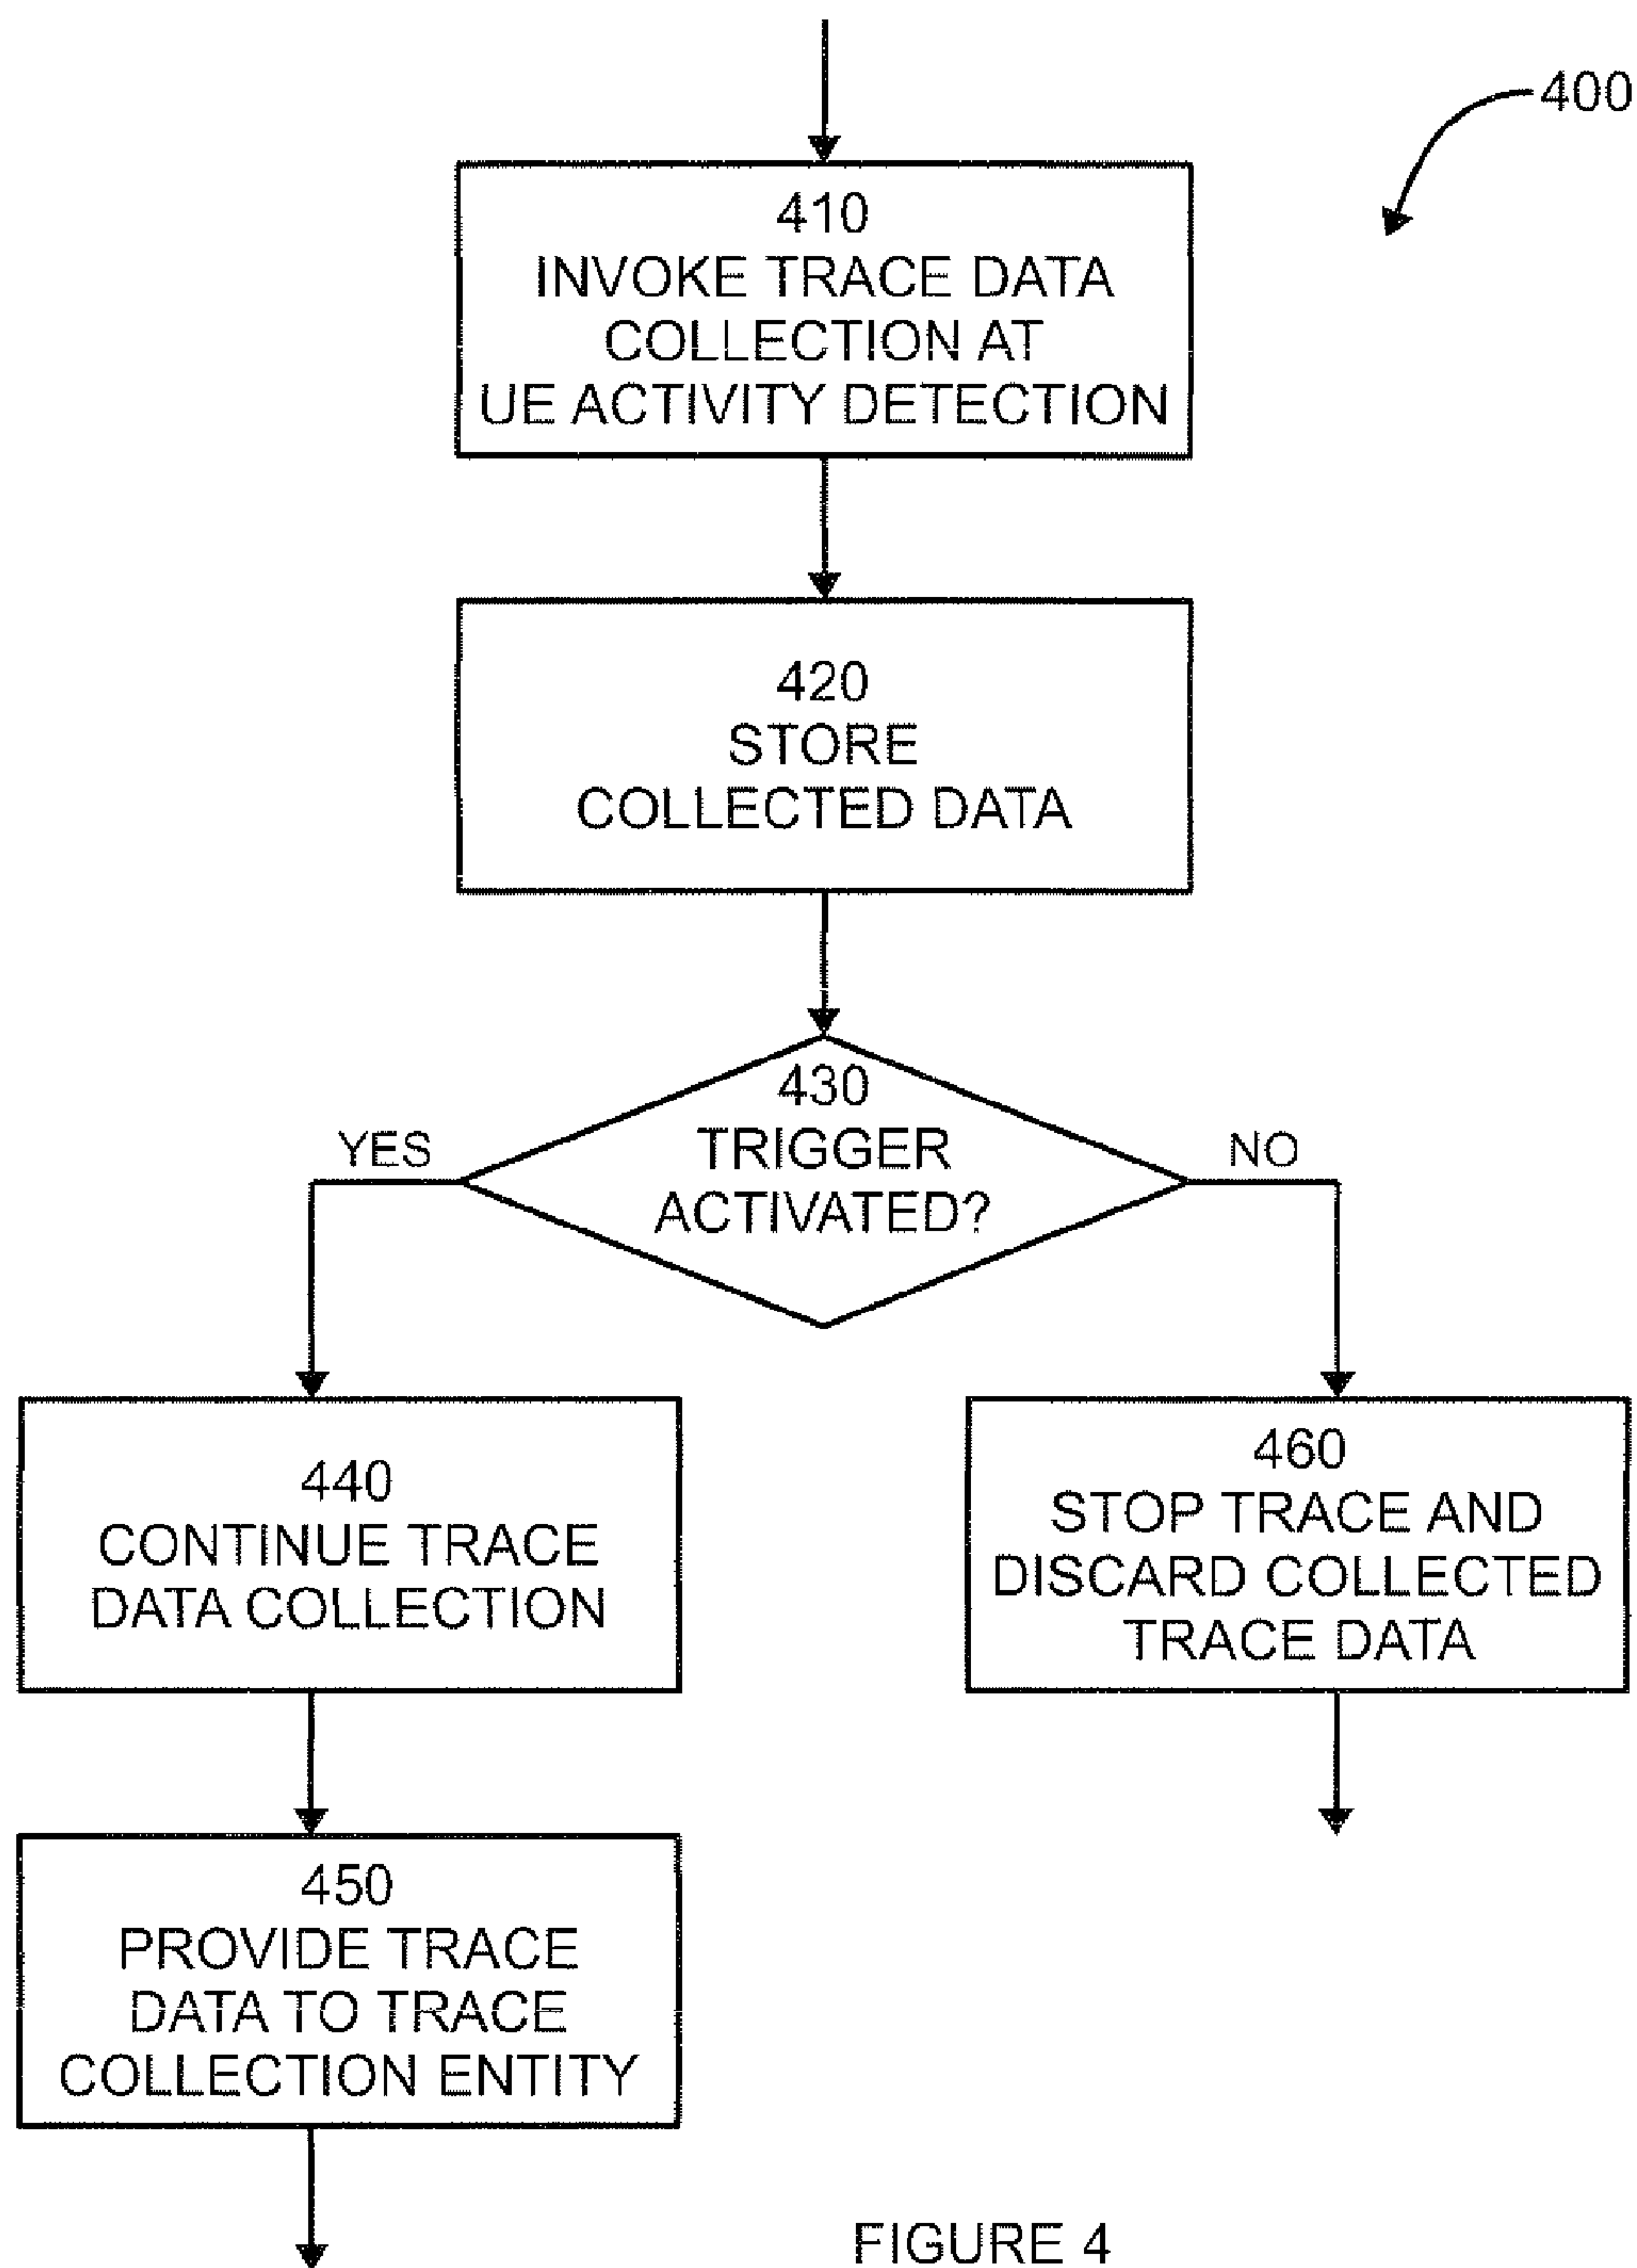 400
410
INVOKE TRACE DATA
COLLECTION AT
UE ACTIVITY DETECTION
420
STORE
COLLECTED DATA
430
TRIGGER
ACTIVATED?
YES
NO
440
CONTINUE TRACE
DATA COLLECTION
460
STOP TRACE AND
DISCARD COLLECTED
TRACE DATA
450
PROVIDE TRACE
DATA TO TRACE
COLLECTION ENTITY
FIGURE 4